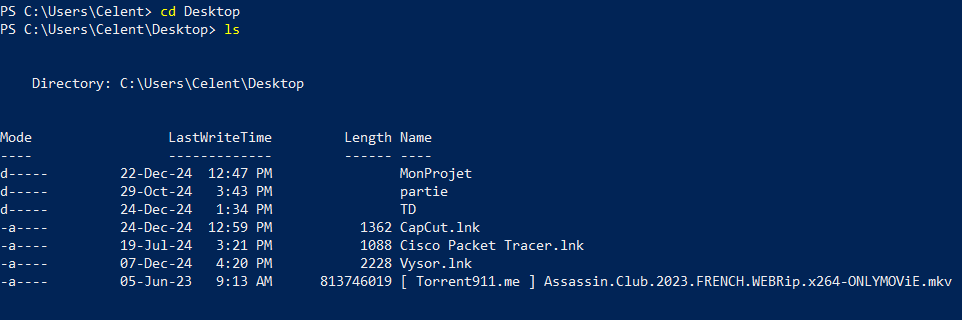 PS C:\Users\Celent> cd Desktop
PS C:\Users\Celent\Desktop> ls
Directory: C:\Users\Celent\Desktop
Mode                 LastWriteTime         Length Name
----                 -------------         ------ ----
d-----         22-Dec-24  12:47 PM                MonProjet
d-----         29-Oct-24   3:43 PM                partie
d-----         24-Dec-24   1:34 PM                TD
-a----         24-Dec-24  12:59 PM           1362 CapCut.lnk
-a----         19-Jul-24   3:21 PM           1088 Cisco Packet Tracer.lnk
-a----         07-Dec-24   4:20 PM           2228 Vysor.lnk
-a----         05-Jun-23   9:13 AM      813746019 [ Torrent911.me ] Assassin.Club.2023.FRENCH.WEBRip.x264-ONLYMOViE.mkv